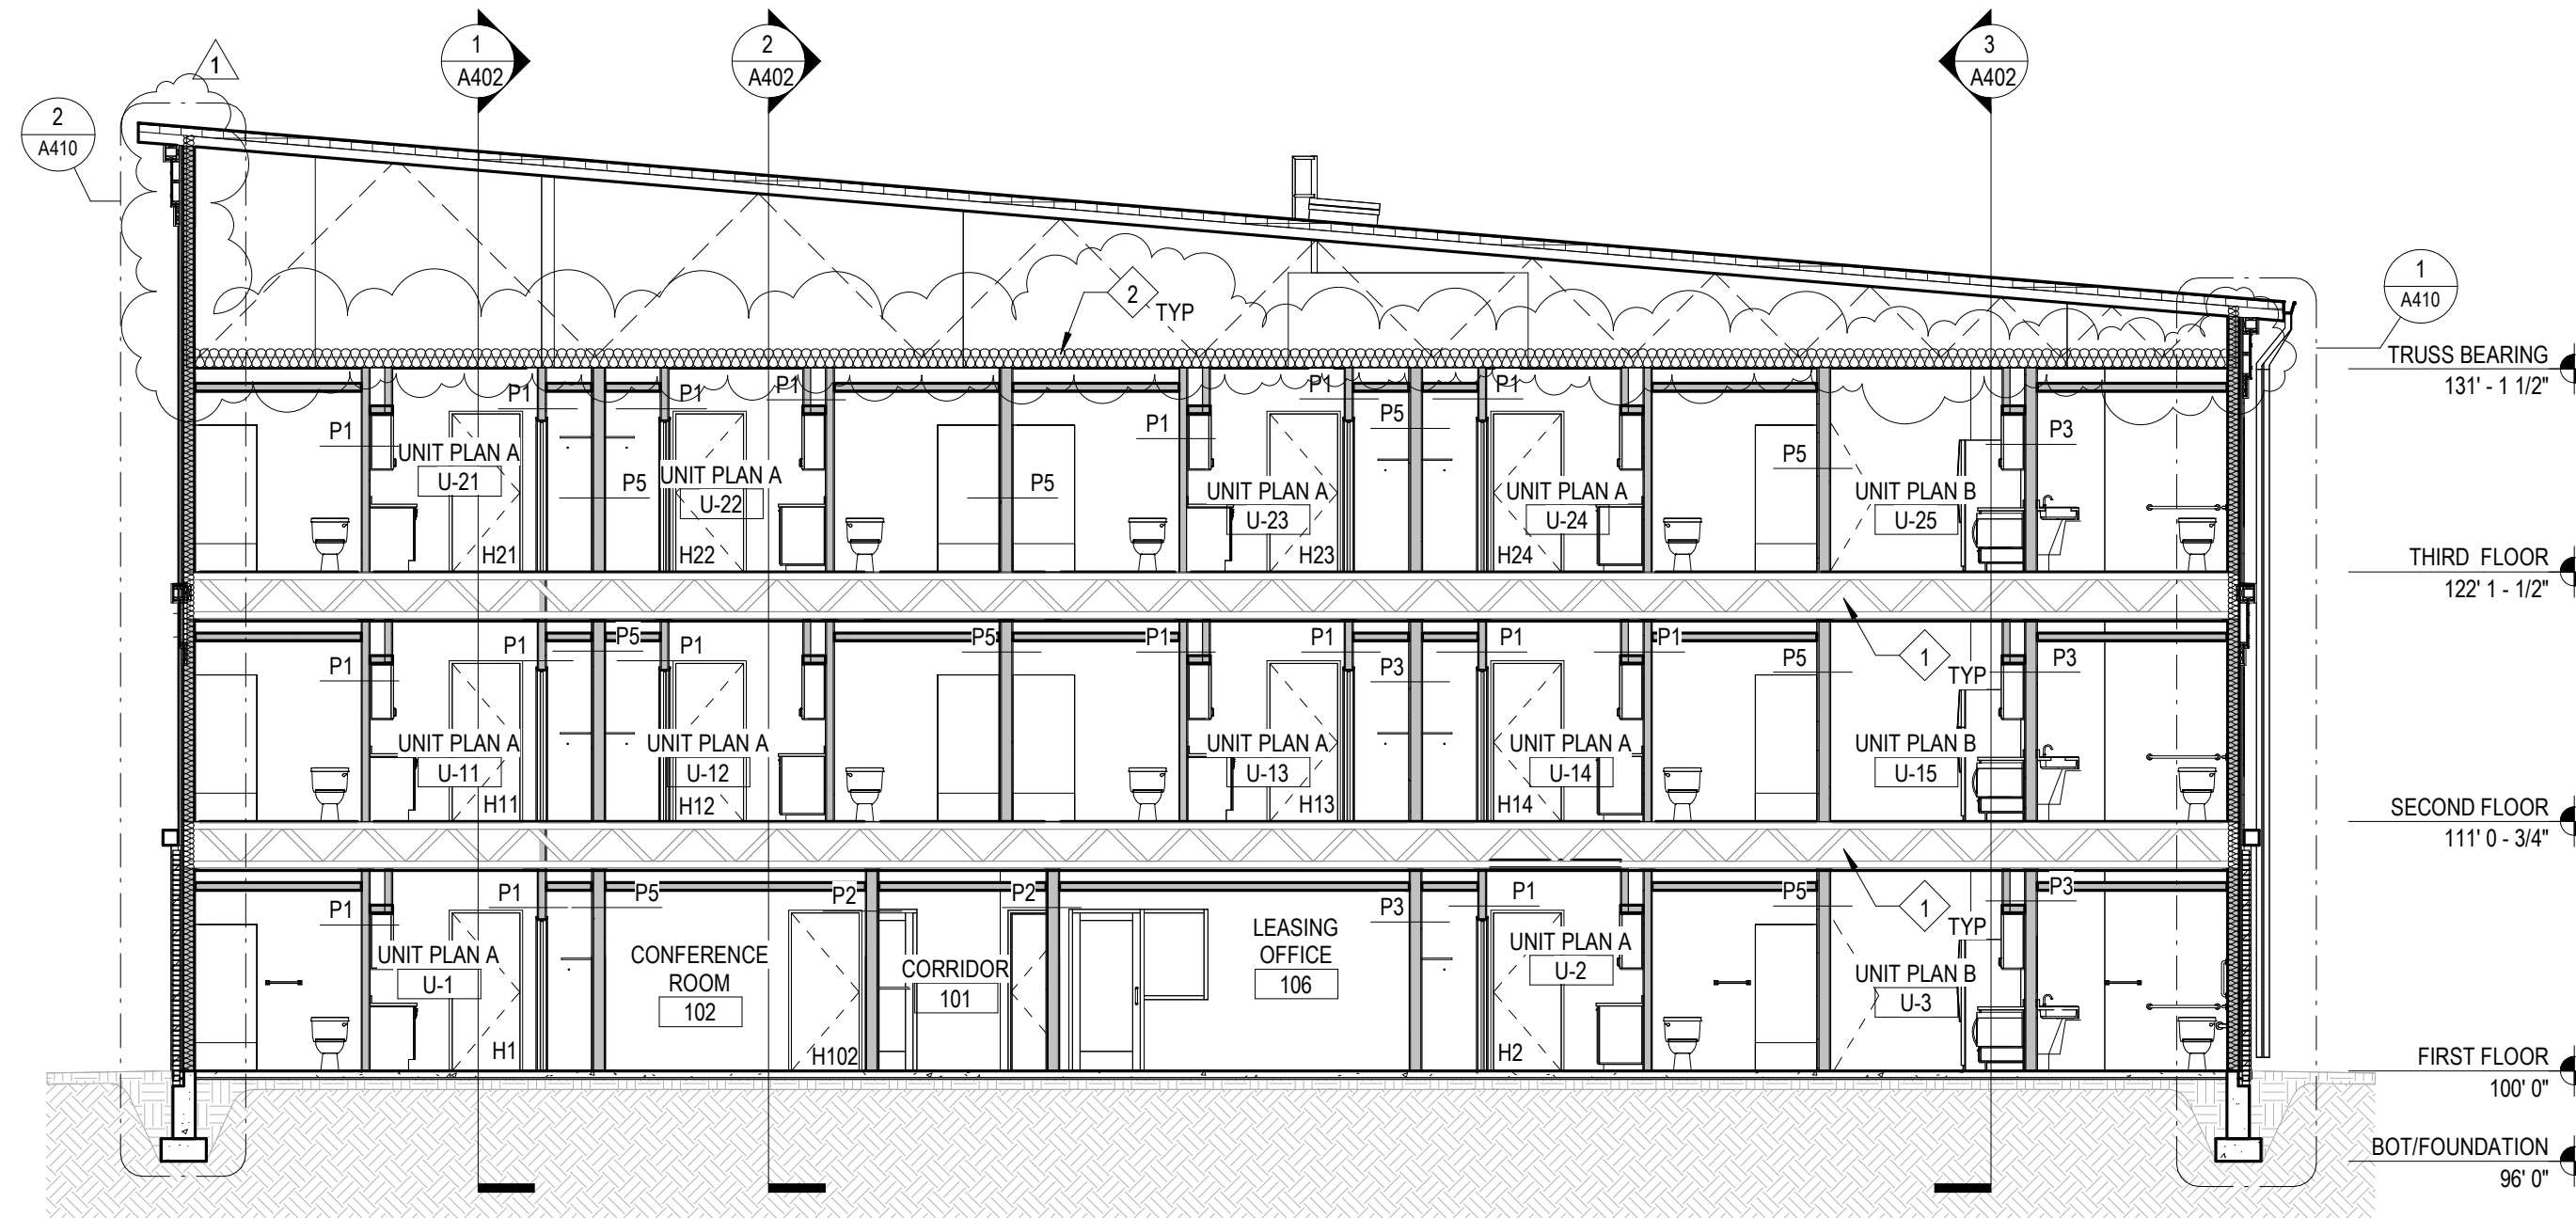 1
2
A410
1
A402
2
A402
3
A402
1
A410
2
TYP
TRUSS BEARING
131' - 1 1/2"
P1
P1
P1
P1
P1
P1
P5
P1
P3
UNIT PLAN A
U-21
P5
UNIT PLAN A
U-22
P5
UNIT PLAN A
U-23
UNIT PLAN A
U-24
P5
UNIT PLAN B
U-25
H21
H22
H23
H24
THIRD FLOOR
122' 1 - 1/2"
P1
P1
P5
P1
P5
P1
P1
P3
P1
P1
P5
1
TYP
P3
UNIT PLAN A
U-11
UNIT PLAN A
U-12
UNIT PLAN A
U-13
UNIT PLAN A
U-14
UNIT PLAN B
U-15
H11
H12
H13
H14
SECOND FLOOR
111' 0 - 3/4"
P1
P1
P5
P2
P2
P3
P1
P5
1
TYP
P3
UNIT PLAN A
U-1
CONFERENCE
ROOM
102
CORRIDOR
101
LEASING
OFFICE
106
UNIT PLAN A
U-2
UNIT PLAN B
U-3
H1
H102
H2
FIRST FLOOR
100' 0"
BOT/FOUNDATION
96' 0"